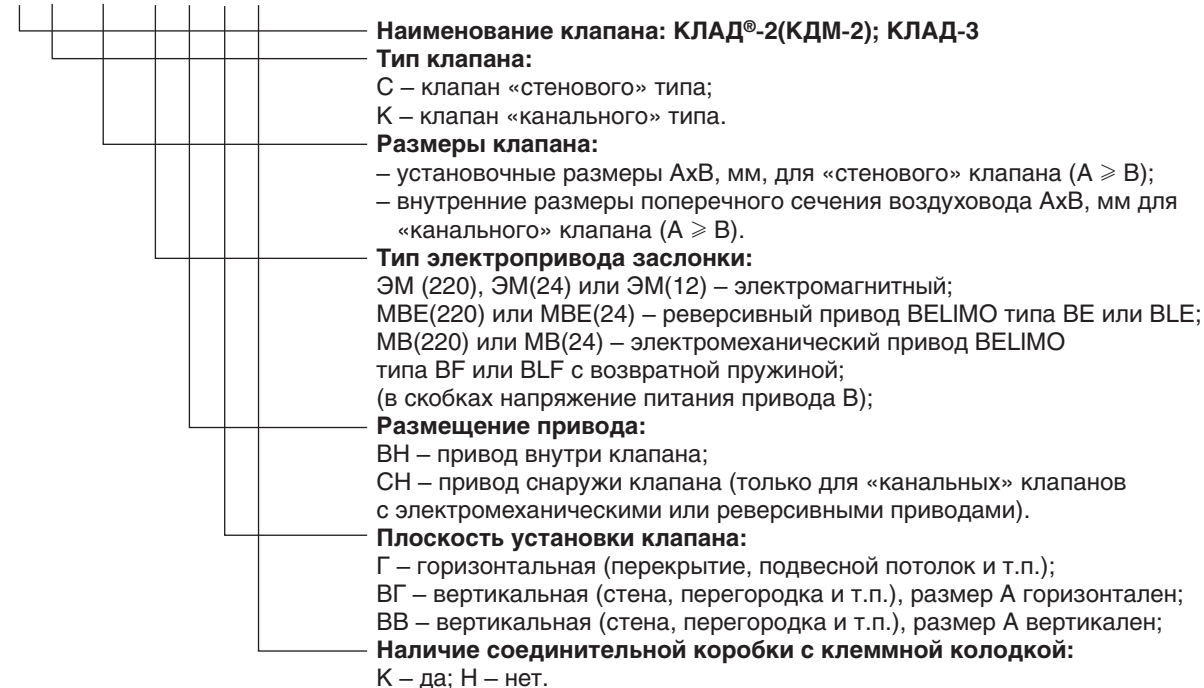 Наименование клапана: КЛАД®-2(КДМ-2); КЛАД-3
Тип клапана:
С – клапан «стенового» типа;
К – клапан «канального» типа.
Размеры клапана:
– установочные размеры АхВ, мм, для «стенового» клапана (А ⩾ В);
– внутренние размеры поперечного сечения воздуховода АхВ, мм для
«канального» клапана (А ⩾ В).
Тип электропривода заслонки:
ЭМ (220), ЭМ(24) или ЭМ(12) – электромагнитный;
МВЕ(220) или МВЕ(24) – реверсивный привод BELIMO типа BE или BLE;
МВ(220) или МВ(24) – электромеханический привод BELIMO
типа BF или BLF с возвратной пружиной;
(в скобках напряжение питания привода В);
Размещение привода:
ВН – привод внутри клапана;
СН – привод снаружи клапана (только для «канальных» клапанов
с электромеханическими или реверсивными приводами).
Плоскость установки клапана:
Г – горизонтальная (перекрытие, подвесной потолок и т.п.);
ВГ – вертикальная (стена, перегородка и т.п.), размер А горизонтален;
ВВ – вертикальная (стена, перегородка и т.п.), размер А вертикален;
Наличие соединительной коробки с клеммной колодкой:
К – да; Н – нет.